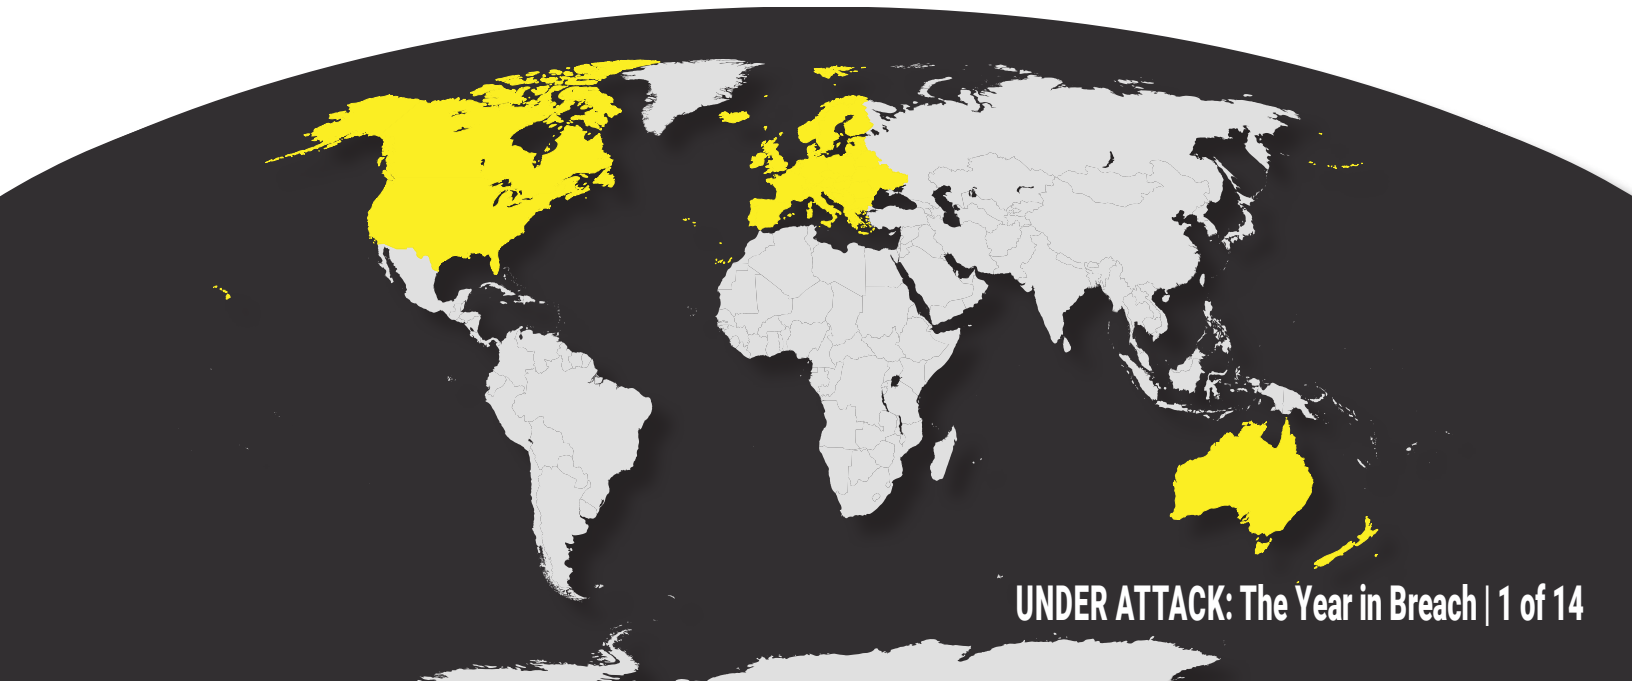 UNDER ATTACK: The Year in Breach | 1 of 14